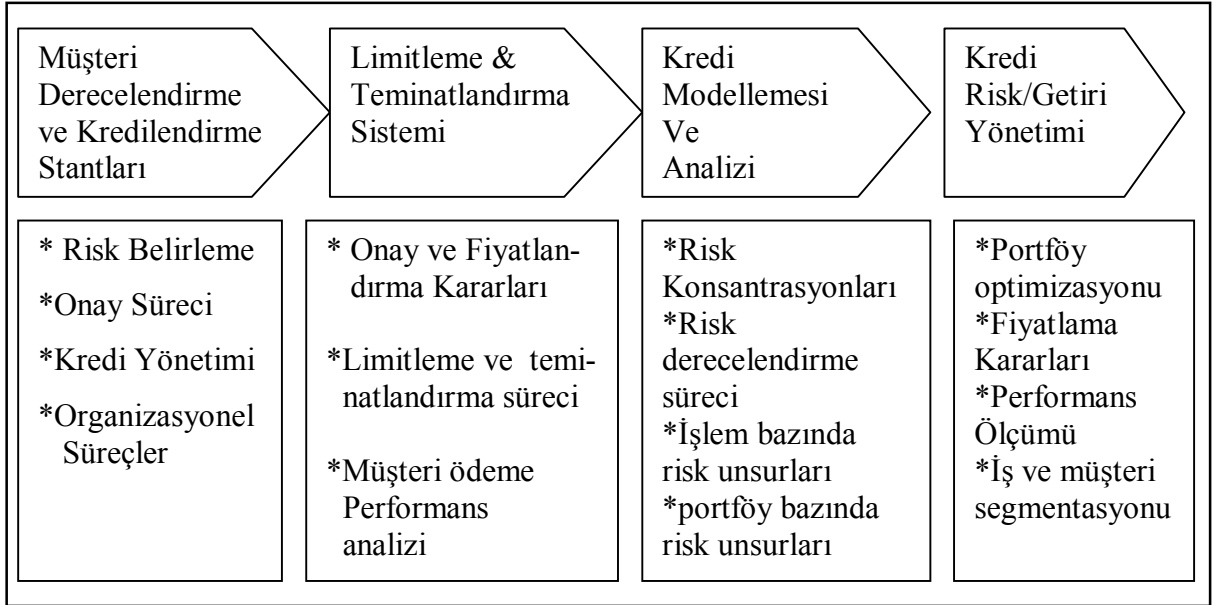 Müşteri
Derecelendirme
ve Kredilendirme
Stantları
Limitleme &
Teminatlandırma
Sistemi
Kredi
Modellemesi
Ve
Analizi
Kredi
Risk/Getiri
Yönetimi
* Risk Belirleme
*Onay Süreci
*Kredi Yönetimi
*Organizasyonel
Süreçler
* Onay ve Fiyatlan-
dırma Kararları
*Limitleme ve temi-
natlandırma süreci
*Müşteri ödeme
Performans
analizi
*Risk
Konsantrasyonları
*Risk
derecelendirme
süreci
*İşlem bazında
risk unsurları
*portföy bazında
risk unsurları
*Portföy
optimizasyonu
*Fiyatlama
Kararları
*Performans
Ölçümü
*İş ve müşteri
segmentasyonu